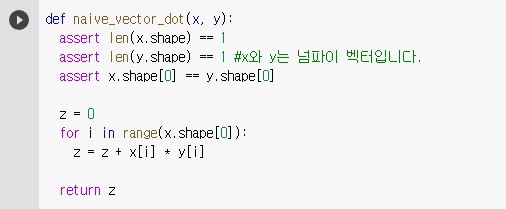 def naive_vector_dot(x, y):
  assert len(x.shape) == 1
  assert len(y.shape) == 1 #x와 y는 넘파이 벡터입니다.
  assert x.shape[0] == y.shape[0]

  z = 0
  for i in range(x.shape[0]):
    z = z + x[i] * y[i]

  return z